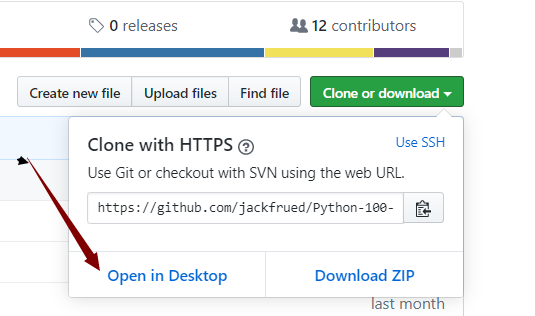 0 releases
12 contributors
Create new file
Upload files
Find file
Clone or download
Clone with HTTPS ?
Use SSH
Use Git or checkout with SVN using the web URL.
https://github.com/jackfrued/Python-100-
Open in Desktop
Download ZIP
last month